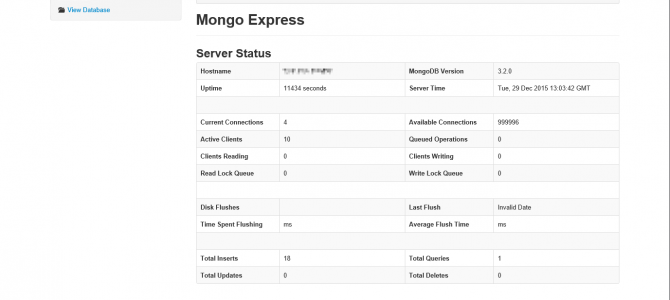 View Database
Mongo Express
Server Status
Hostname MongoDB Version 3.2.0
Uptime 11434 seconds Server Time Tue, 29 Dec 2015 13:03:42 GMT
Current Connections 4 Available Connections 999996
Active Clients 10 Queued Operations 0
Clients Reading 0 Clients Writing 0
Read Lock Queue 0 Write Lock Queue 0
Disk Flushes Last Flush Invalid Date
Time Spent Flushing ms Average Flush Time ms
Total Inserts 18 Total Queries 1
Total Updates 0 Total Deletes 0